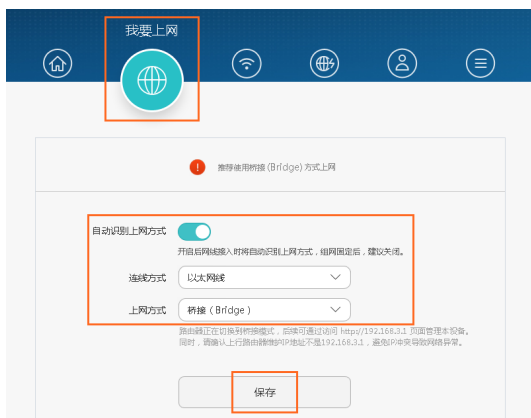 我要上网
推荐使用桥接(Bridge)方式上网
自动识别上网方式
开启后网线接入时将自动识别上网方式，组网固定后，建议关闭。
连线方式
以太网线
上网方式
桥接（Bridge）
路由器正在切换到桥接模式，后续可通过访问 http://192.168.3.1 页面管理本设备。
同时，请确认上行路由器的IP地址不是192.168.3.1，避免IP冲突导致网络异常。
保存